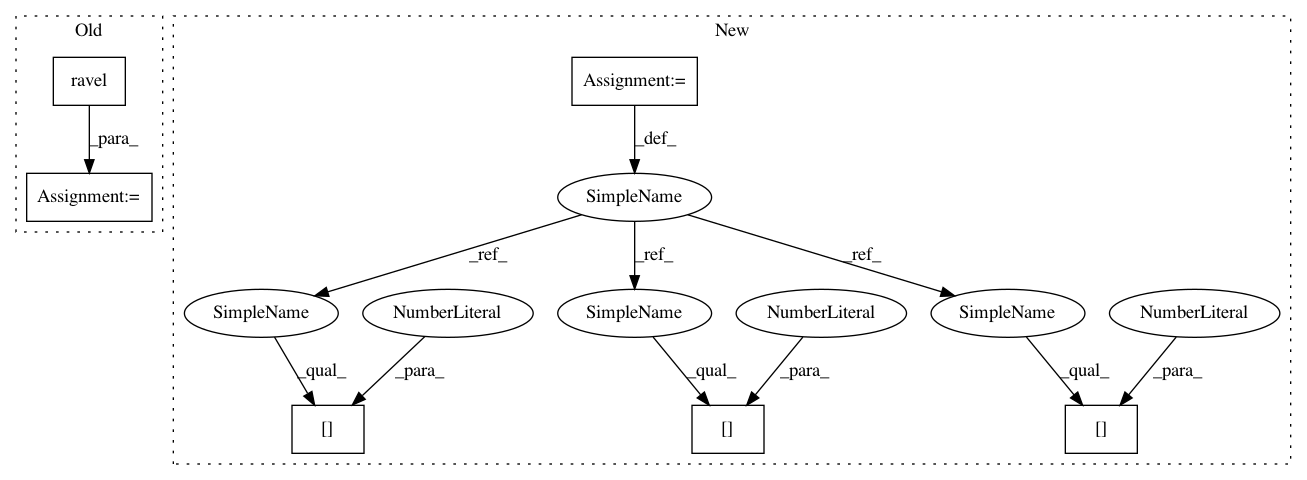 Old
New
ravel
Assignment:=
_para_
_def_
Assignment:=
SimpleName
_ref_
_ref_
_ref_
SimpleName
NumberLiteral
SimpleName
NumberLiteral
SimpleName
NumberLiteral
_qual_
_para_
_qual_
_para_
_qual_
_para_
[]
[]
[]